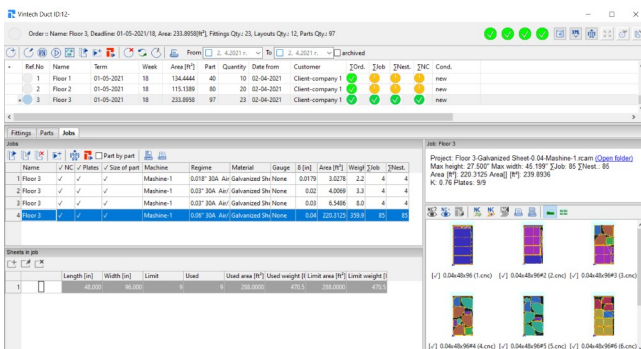 Vintech Duct ID:12-
Order :: Name: Floor 3, Deadline: 01-05-2021/18, Area: 233.8958[ft²], Fittings Qty.: 23, Layouts Qty.: 12, Parts Qty.: 97
From 2. 4.2021 r. To 2. 4.2021 r. archived
Ref.No Name Term Week Area [ft²] Part Quantity Date from Customer ∑Ord. ∑Job ∑Nest. ∑NC Cond.
1 Floor 1 01-05-2021 18 134.4444 40 10 02-04-2021 Client-company 1 new
2 Floor 2 01-05-2021 18 115.1389 80 20 02-04-2021 Client-company 1 new
3 Floor 3 01-05-2021 18 233.8958 97 23 02-04-2021 Client-company 1 new
Fittings Parts Jobs
Jobs
Part by part
Name ✓ NC ✓ Plates ✓ Size of part Machine Regime Material Gauge δ [in] Area [ft²] Weigh ∑Job ∑Nest.
1 Floor 3 ✓ ✓ ✓ Machine-1 0.018" 30A Air Galvanized She None 0.0179 3.0278 2.2 4 4
2 Floor 3 ✓ ✓ ✓ Machine-1 0.02" 30A Air/ Galvanized She None 0.02 4.0069 3.3 4 4
3 Floor 3 ✓ ✓ ✓ Machine-1 0.03" 30A Air/ Galvanized She None 0.03 6.5486 8.0 4 4
4 Floor 3 ✓ ✓ ✓ Machine-1 Air/ Galvanized She None 0.04 220.3125 359.9 85 85
Sheets in job
Length [in] Width [in] Limit Used Used area [ft²] Used weight [l Limit area [ft²] Limit weight [l
1 48.000 96.000 9 9 288.0000 470.5 288.0000 470.5
Job: Floor 3
Project: Floor 3-Galvanized Sheet-0.04-Machine-1.rcam (Open folder)
Max height: 27.500" Max width: 45.199" ∑Job: 85 ∑Nest.: 85
Area [ft²]: 220.3125 Area[] [ft²]: 239.8936
K: 0.76 Plates: 9/9
[✓] 0.04x48x96 (1.cnc) [✓] 0.04x48x96#2 (2.cnc) [✓] 0.04x48x96#3 (3.cnc)
[✓] 0.04x48x96#4 (4.cnc) [✓] 0.04x48x96#5 (5.cnc) [✓] 0.04x48x96#6 (6.cnc)